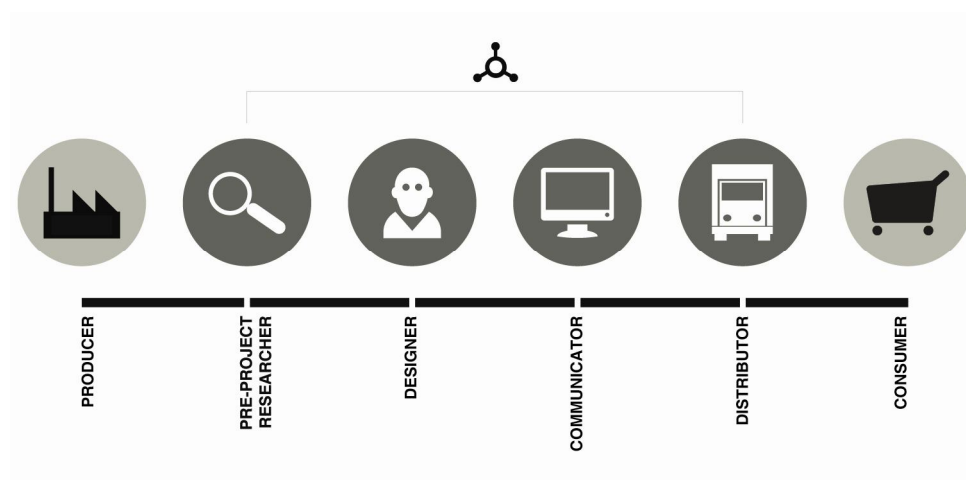 PRODUCER
PRE-PROJECT
RESEARCHER
DESIGNER
COMMUNICATOR
DISTRIBUTOR
CONSUMER